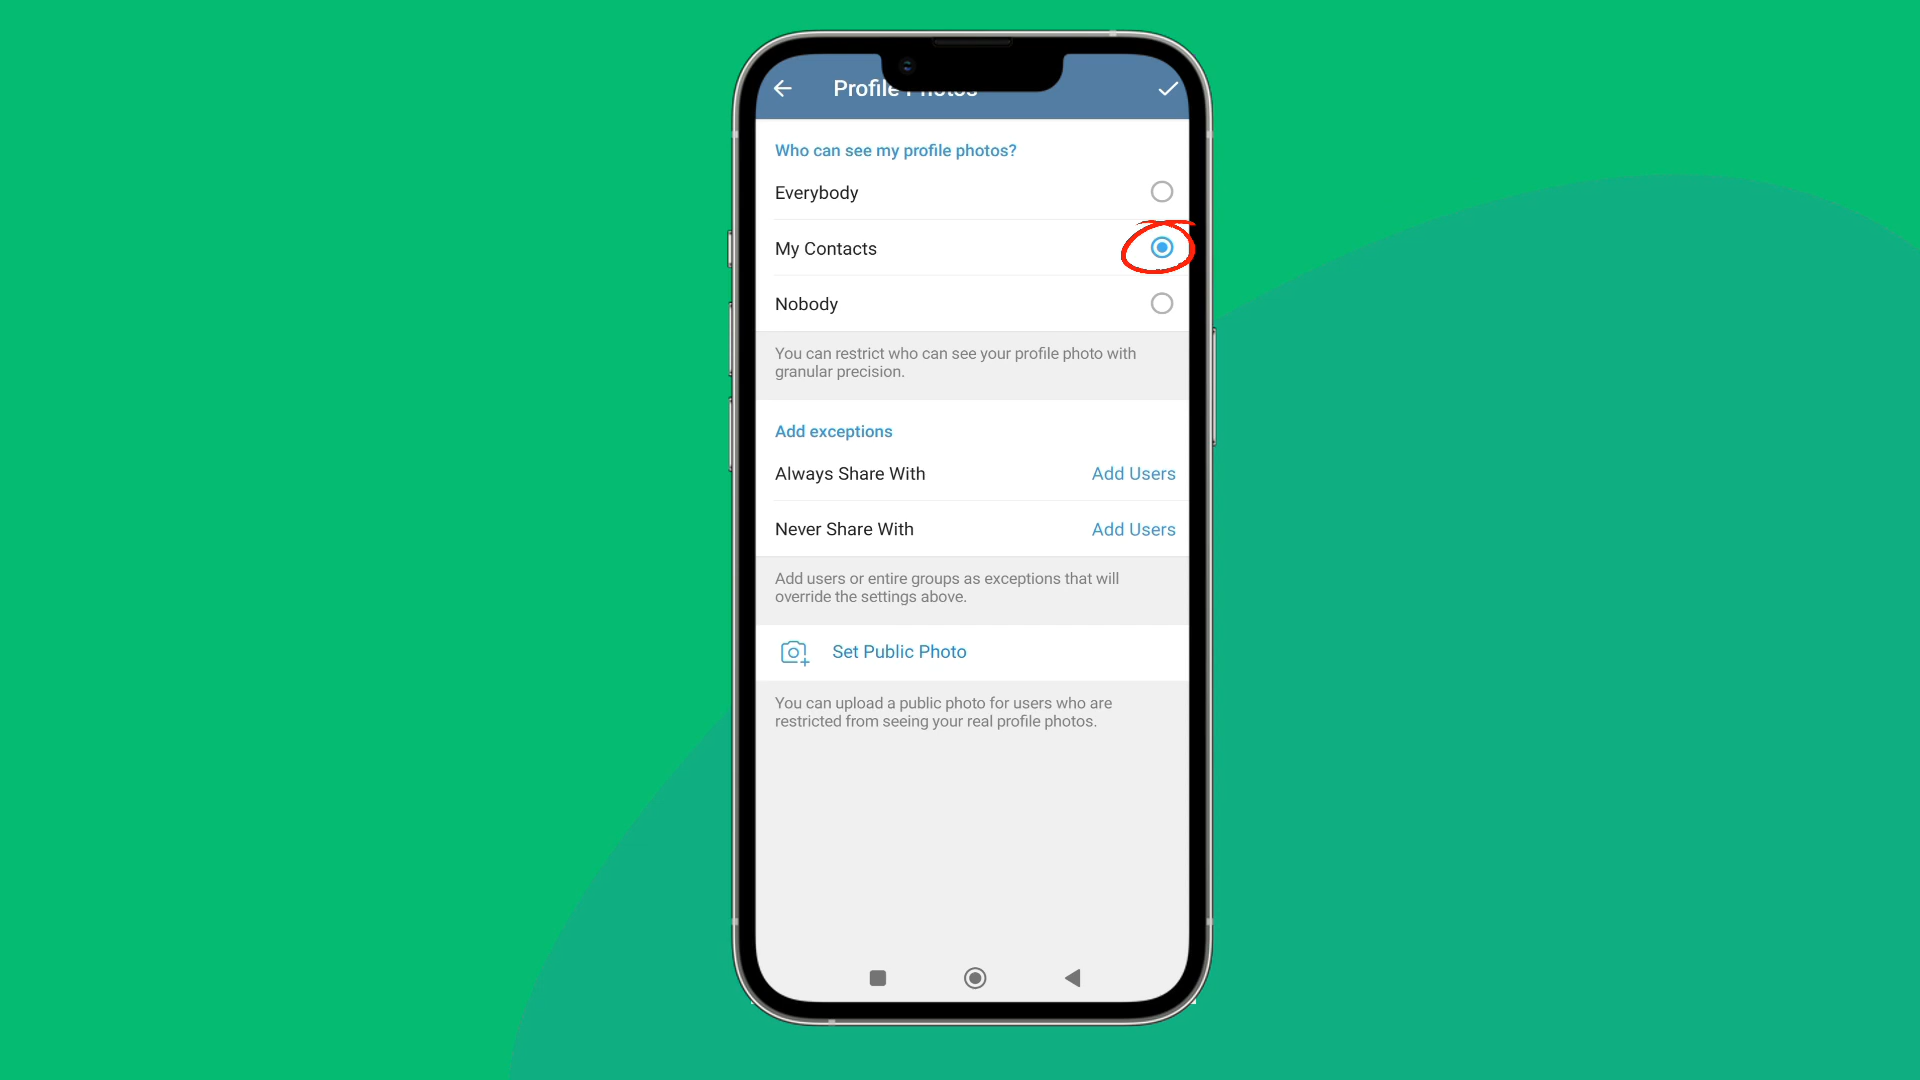 Profile Photos
Who can see my profile photos?
Everybody
My Contacts
Nobody
You can restrict who can see your profile photo with
granular precision.
Add exceptions
Always Share With Add Users
Never Share With Add Users
Add users or entire groups as exceptions that will
override the settings above.
Set Public Photo
You can upload a public photo for users who are
restricted from seeing your real profile photos.